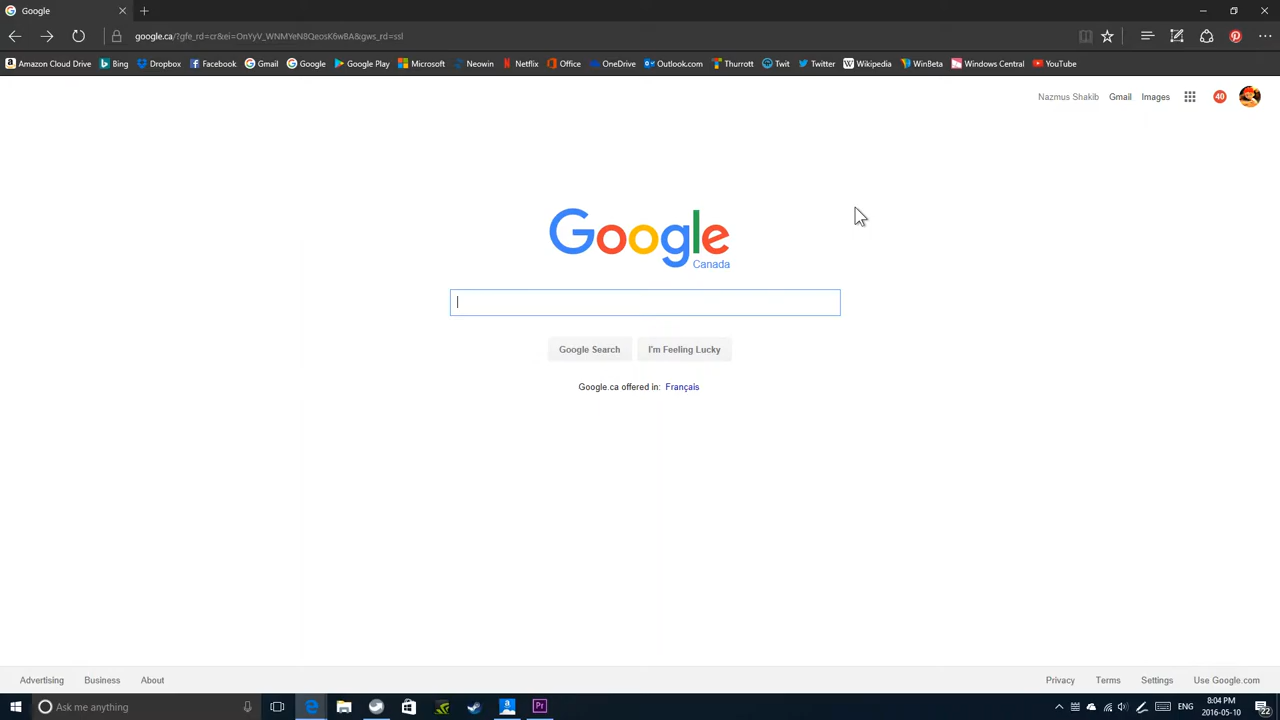 Google
google.ca/?gfe_rd=cr&ei=OnYyV_WNMYeN8QeosK6wBA&gws_rd=ssl
Amazon Cloud Drive Bing Dropbox Facebook Gmail Google Google Play Microsoft Neowin Netflix Office OneDrive Outlook.com Thurrott Twit Twitter Wikipedia WinBeta Windows Central YouTube
Nazmus Shakib Gmail Images 40
Google
Canada
Google Search I'm Feeling Lucky
Google.ca offered in: Français
Advertising Business About Privacy Terms Settings Use Google.com
Ask me anything Pr ENG 8:04 PM 22
2016-05-10